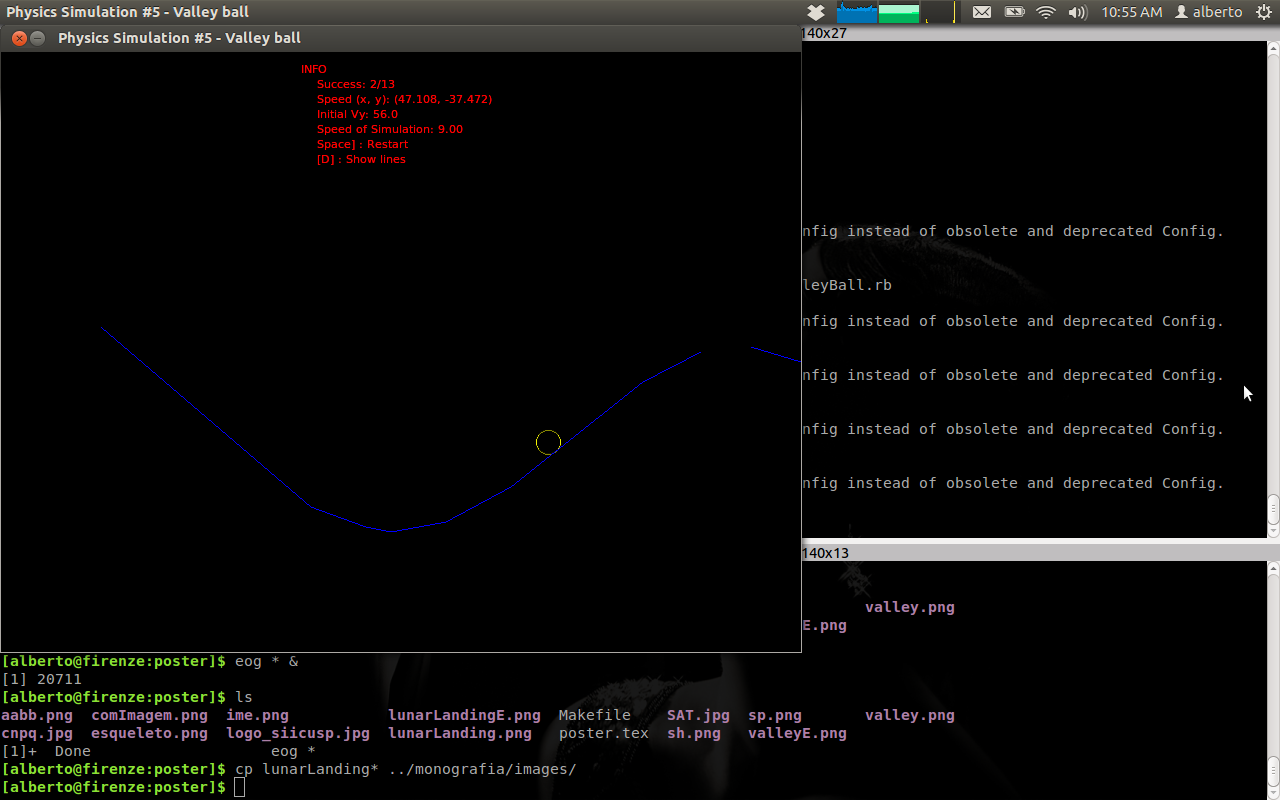 Physics Simulation #5 - Valley ball
10:55 AM alberto
Physics Simulation #5 - Valley ball
140x27
INFO
Success: 2/13
Speed (x, y): (47.108, -37.472)
Initial Vy: 56.0
Speed of Simulation: 9.00
Space] : Restart
[D] : Show lines
nfig instead of obsolete and deprecated Config.
leyBall.rb
nfig instead of obsolete and deprecated Config.
nfig instead of obsolete and deprecated Config.
nfig instead of obsolete and deprecated Config.
nfig instead of obsolete and deprecated Config.
140x13
valley.png
E.png
[alberto@firenze:poster]$ eog * &
[1] 20711
[alberto@firenze:poster]$ ls
aabb.png comImagem.png ime.png lunarLandingE.png Makefile SAT.jpg sp.png valley.png
cnpq.jpg esqueleto.png logo_siicusp.jpg lunarLanding.png poster.tex sh.png valleyE.png
[1]+ Done eog *
[alberto@firenze:poster]$ cp lunarLanding* ../monografia/images/
[alberto@firenze:poster]$